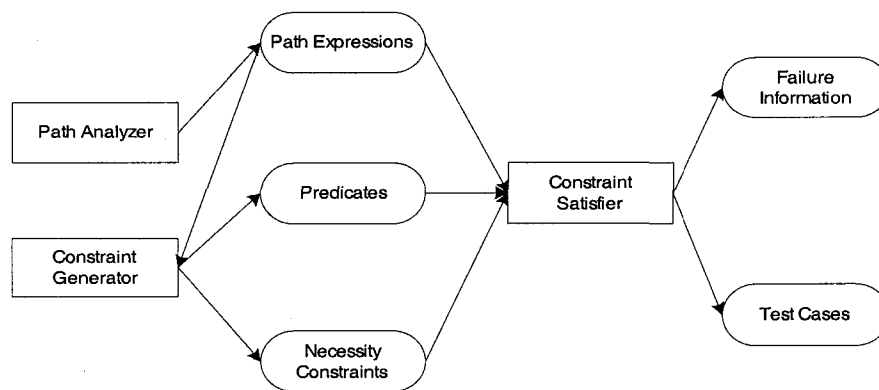 Path Expressions
Failure
Information
Path Analyzer
Predicates
Constraint
Satisfier
Constraint
Generator
Test Cases
Necessity
Constraints